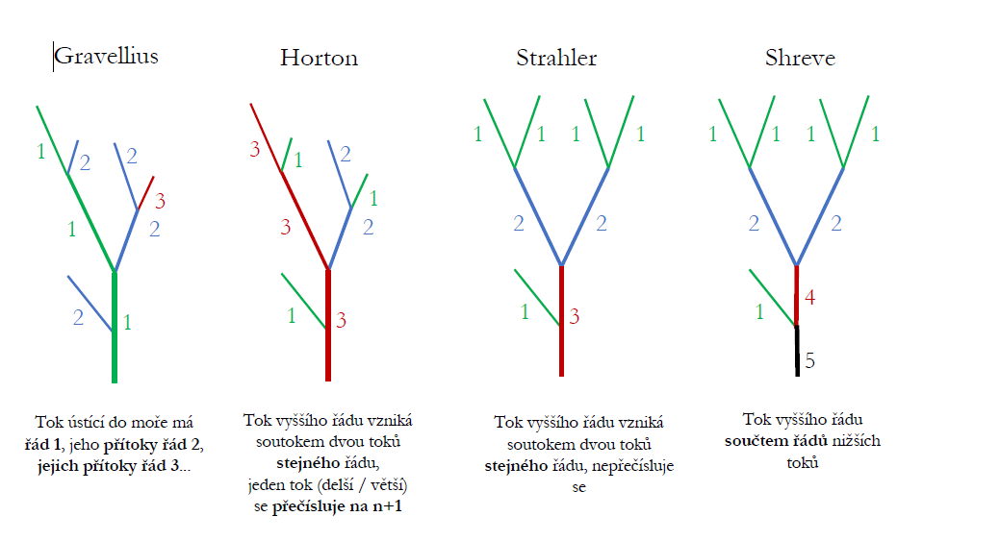 Gravellius
Horton
Strahler
Shreve
1
2
2
3
1
2
2
1
3
1
2
1
3
2
1
3
1
1
1
1
2
2
1
3
1
1
1
1
2
2
4
1
5
Tok ústící do moře má
řád 1, jeho přítoky řád 2,
jejich přítoky řád 3...
Tok vyššího řádu vzniká
soutokem dvou toků
stejného řádu,
jeden tok (delší / větší)
se přečísluje na n+1
Tok vyššího řádu vzniká
soutokem dvou toků
stejného řádu, nepřečísluje
se
Tok vyššího řádu
součtem řádů nižších
toků